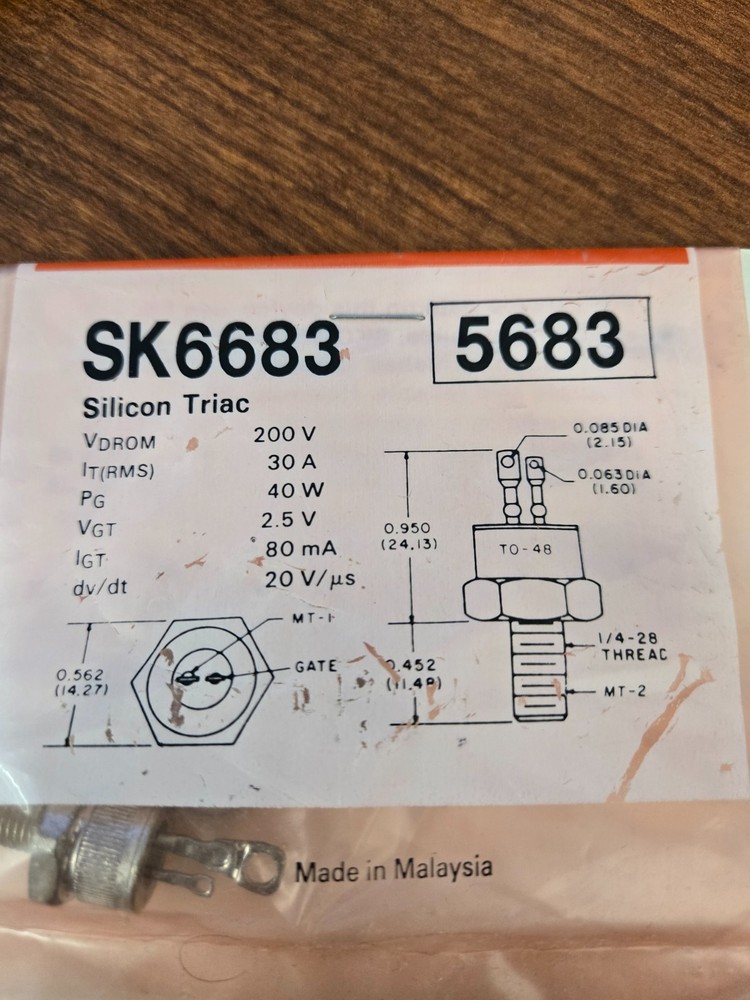 SK6683
5683
Silicon Triac
VDROM 200 V
IT(RMS) 30 A
PG 40 W
VGT 2.5 V
IGT 80 mA
dv/dt 20 V/μs
0.085 DIA
(2.15)
0.063 DIA
(1.60)
0.950
(24.13)
TO-48
MT-1
GATE
0.562
(14.27)
0.452
(11.48)
1/4-28
THREAD
MT-2
Made in Malaysia